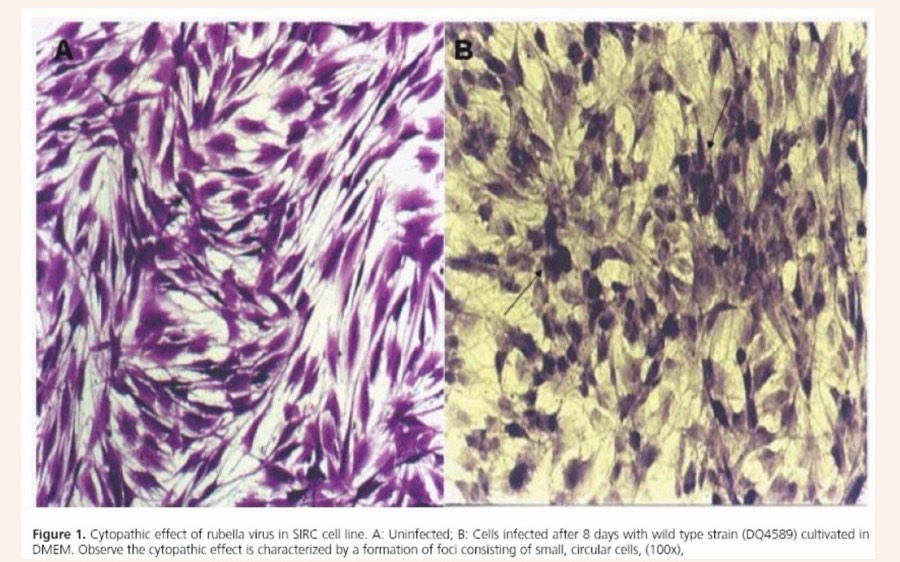 A
B
Figure 1. Cytopathic effect of rubella virus in SIRC cell line. A: Uninfected; B: Cells infected after 8 days with wild type strain (DQ4589) cultivated in
DMEM. Observe the cytopathic effect is characterized by a formation of foci consisting of small, circular cells, (100x),